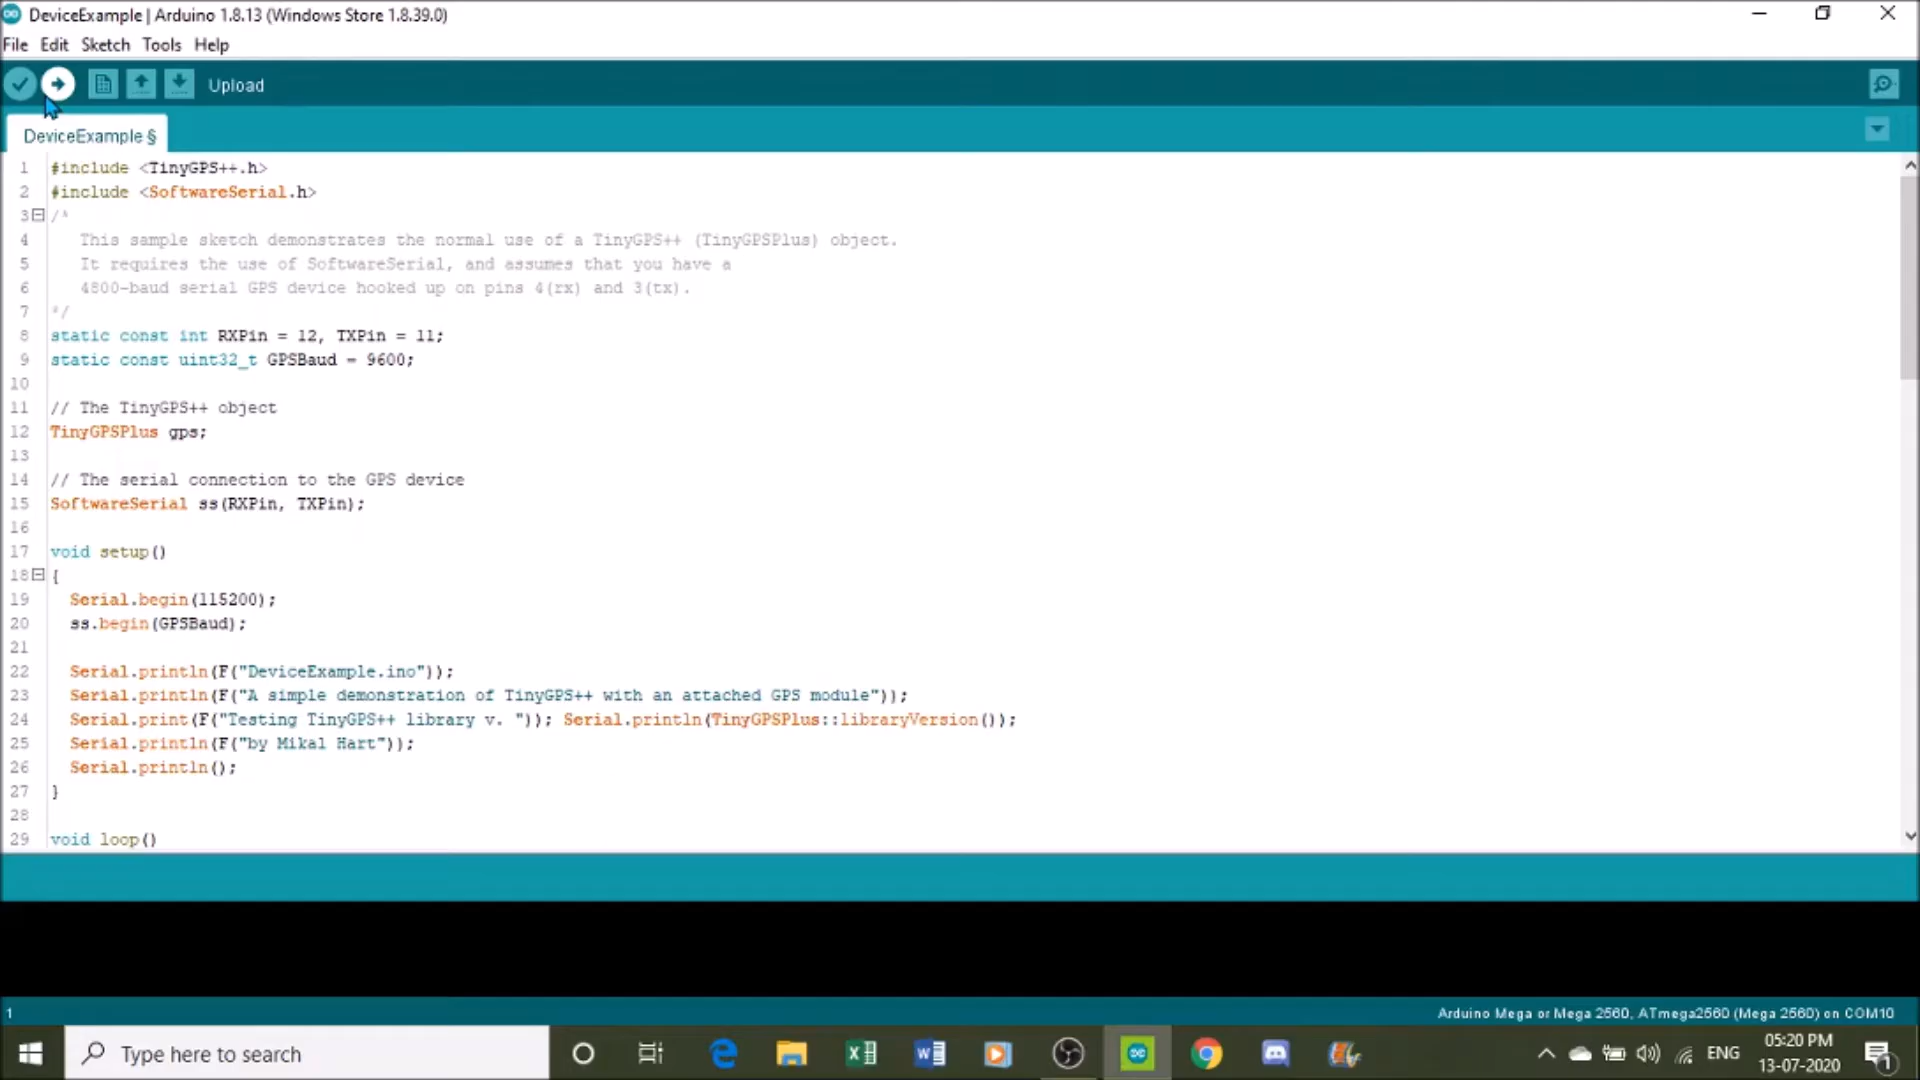 DeviceExample | Arduino 1.8.13 (Windows Store 1.8.39.0)
File Edit Sketch Tools Help
Upload
DeviceExample §
1 #include <TinyGPS++.h>
2 #include <SoftwareSerial.h>
3 /*
4 This sample sketch demonstrates the normal use of a TinyGPS++ (TinyGPSPlus) object.
5 It requires the use of SoftwareSerial, and assumes that you have a
6 4800-baud serial GPS device hooked up on pins 4(rx) and 3(tx).
7 */
8 static const int RXPin = 12, TXPin = 11;
9 static const uint32_t GPSBaud = 9600;
10
11 // The TinyGPS++ object
12 TinyGPSPlus gps;
13
14 // The serial connection to the GPS device
15 SoftwareSerial ss(RXPin, TXPin);
16
17 void setup()
18 {
19 Serial.begin(115200);
20 ss.begin(GPSBaud);
21
22 Serial.println(F("DeviceExample.ino"));
23 Serial.println(F("A simple demonstration of TinyGPS++ with an attached GPS module"));
24 Serial.print(F("Testing TinyGPS++ library v. ")); Serial.println(TinyGPSPlus::libraryVersion());
25 Serial.println(F("by Mikal Hart"));
26 Serial.println();
27 }
28
29 void loop()
1 Arduino Mega or Mega 2560, ATmega2560 (Mega 2560) on COM10
Type here to search
ENG
05:20 PM
13-07-2020
1